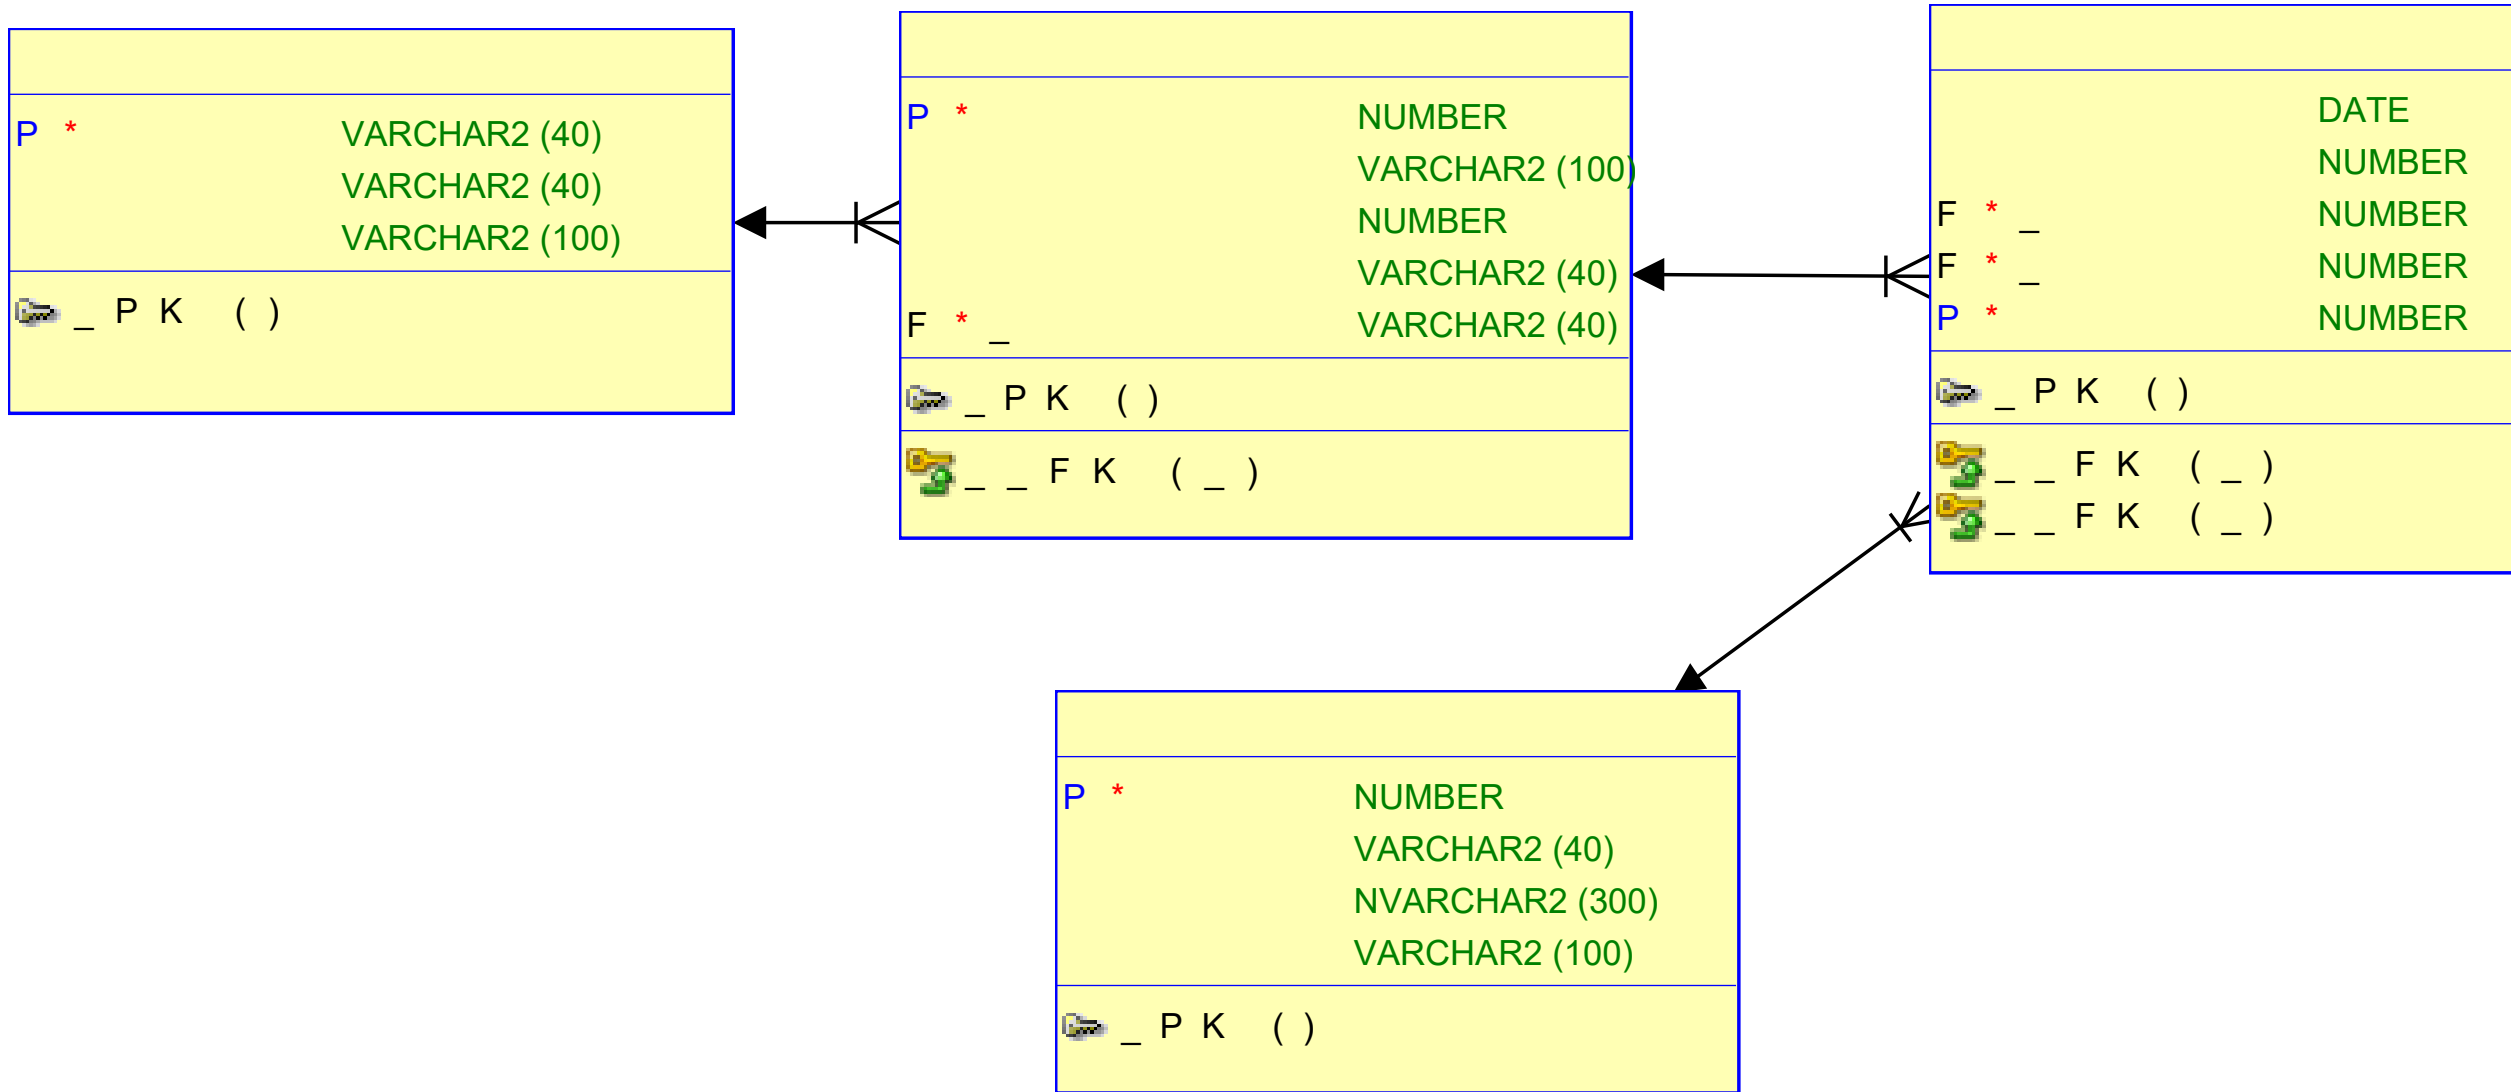 P * VARCHAR2 (40)
VARCHAR2 (40)
VARCHAR2 (100)
_ P K ( )
P * NUMBER
VARCHAR2 (100)
NUMBER
VARCHAR2 (40)
F * _ VARCHAR2 (40)
_ P K ( )
_ _ F K ( _ )
DATE
NUMBER
F * _ NUMBER
F * _ NUMBER
P * NUMBER
_ P K ( )
_ _ F K ( _ )
_ _ F K ( _ )
P * NUMBER
VARCHAR2 (40)
NVARCHAR2 (300)
VARCHAR2 (100)
_ P K ( )